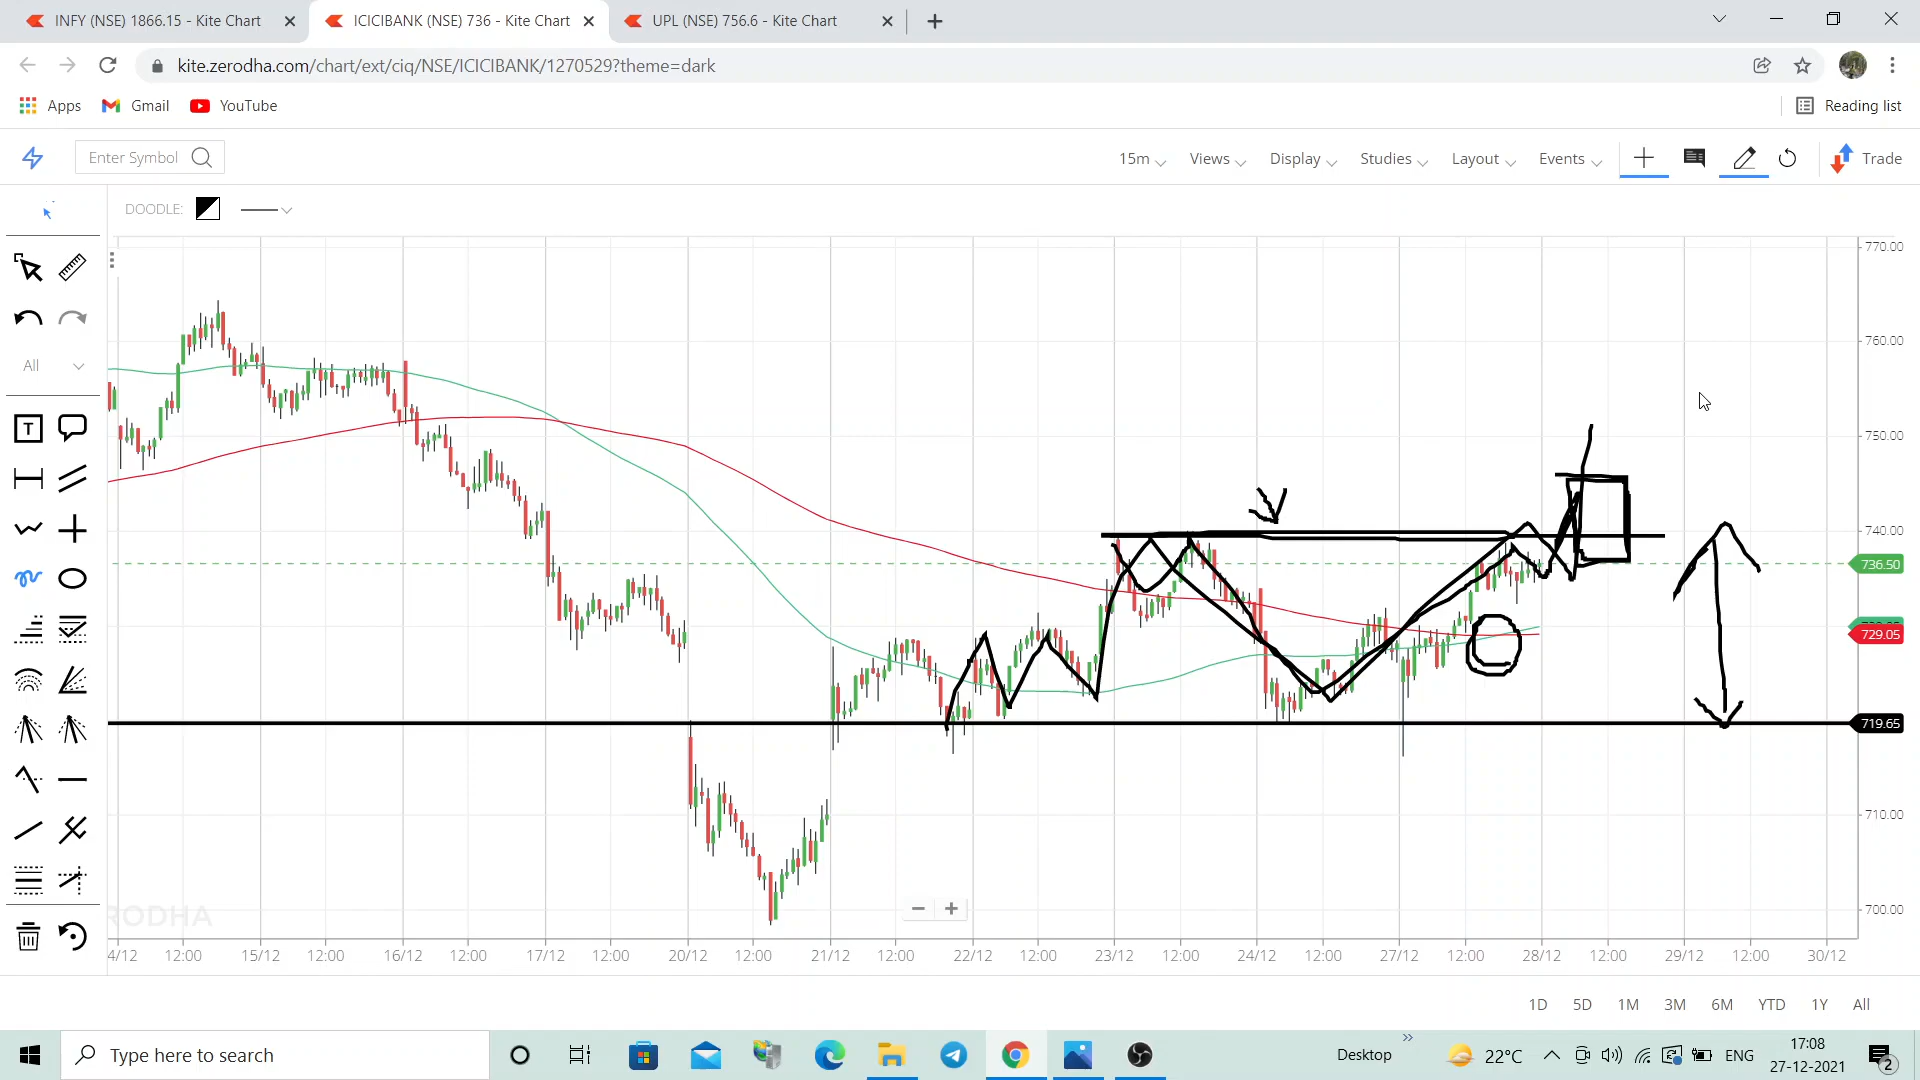 INFY (NSE) 1866.15 - Kite Chart
ICICIBANK (NSE) 736 - Kite Chart
UPL (NSE) 756.6 - Kite Chart
kite.zerodha.com/chart/ext/ciq/NSE/ICICIBANK/1270529?theme=dark
Apps Gmail YouTube Reading list
Enter Symbol 15m Views Display Studies Layout Events Trade
DOODLE:
770.00
760.00
750.00
740.00
736.50
729.05
719.65
710.00
700.00
All
T
RODHA
4/12 12:00 15/12 12:00 16/12 12:00 17/12 12:00 20/12 12:00 21/12 12:00 22/12 12:00 23/12 12:00 24/12 12:00 27/12 12:00 28/12 12:00 29/12 12:00 30/12
1D 5D 1M 3M 6M YTD 1Y All
Type here to search
Desktop
22°C
ENG
17:08
27-12-2021
2